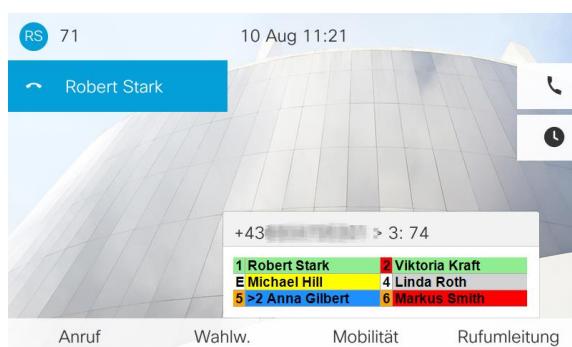 RS 71 10 Aug 11:21
Robert Stark
+43 > 3: 74
1 Robert Stark 2 Viktoria Kraft
E Michael Hill 4 Linda Roth
5 >2 Anna Gilbert 6 Markus Smith
Anruf Wahlw. Mobilität Rufumleitung